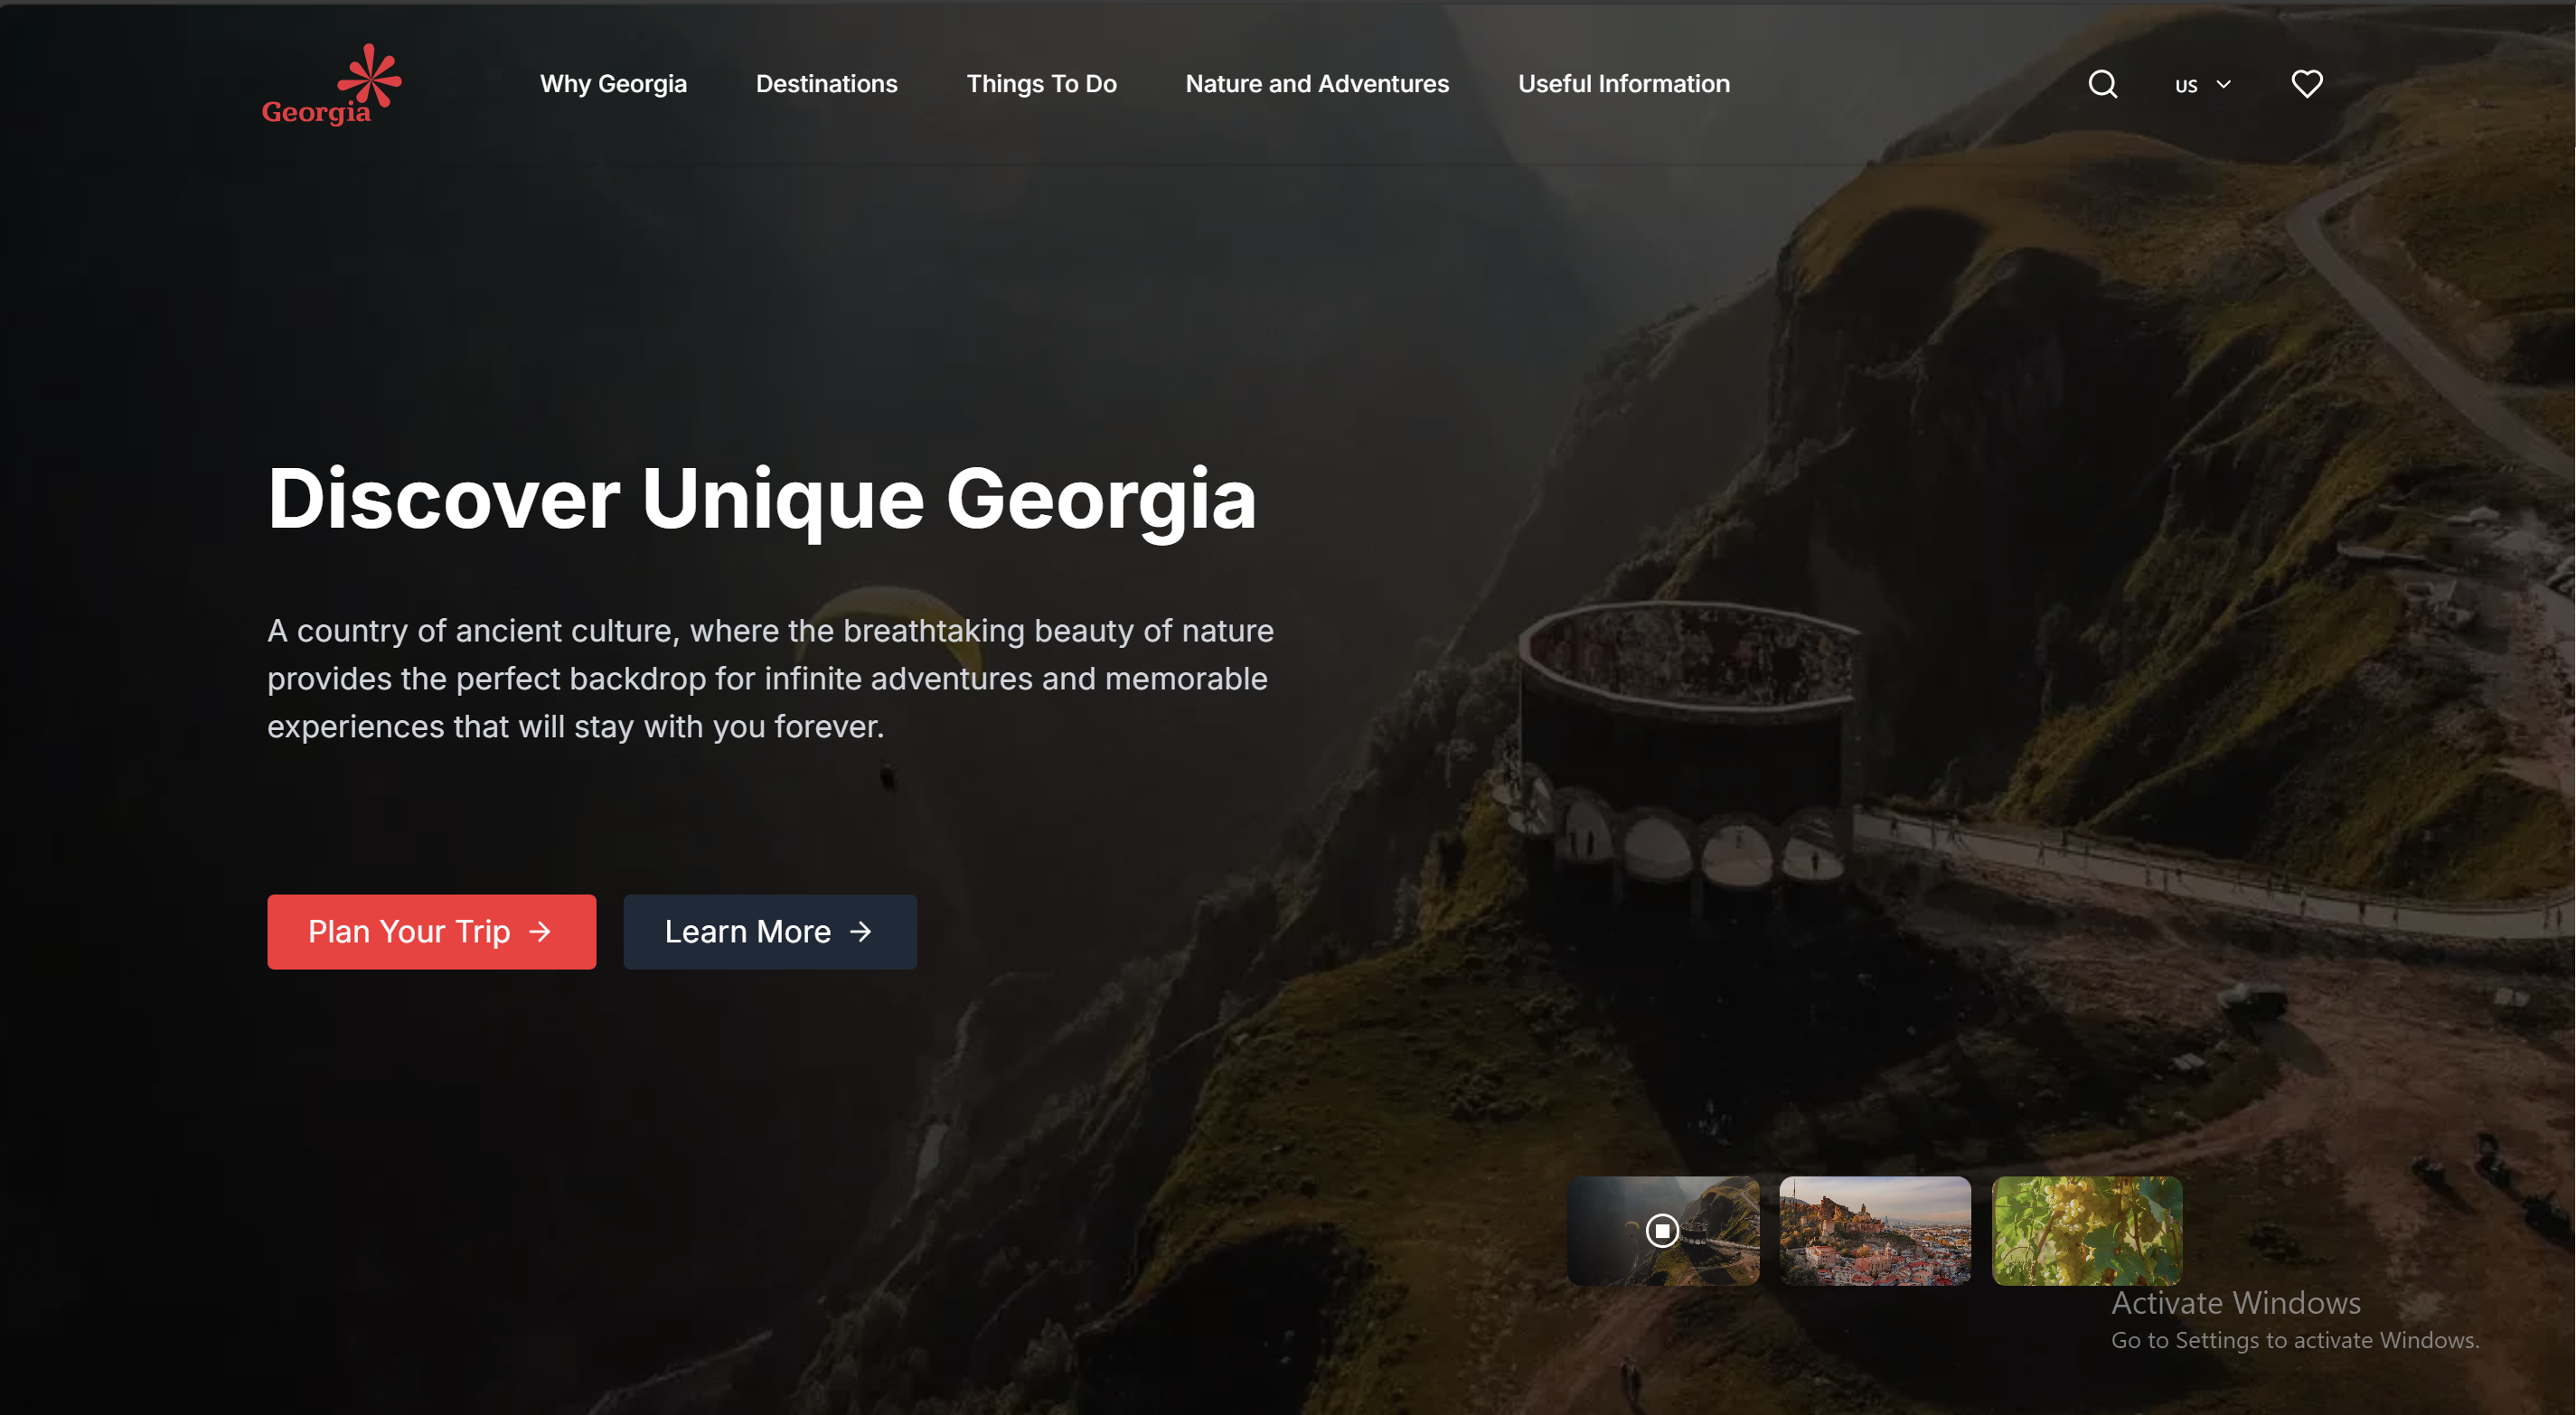 Georgia
Why Georgia
Destinations
Things To Do
Nature and Adventures
Useful Information
US
Discover Unique Georgia
A country of ancient culture, where the breathtaking beauty of nature
provides the perfect backdrop for infinite adventures and memorable
experiences that will stay with you forever.
Plan Your Trip
Learn More
Activate Windows
Go to Settings to activate Windows.